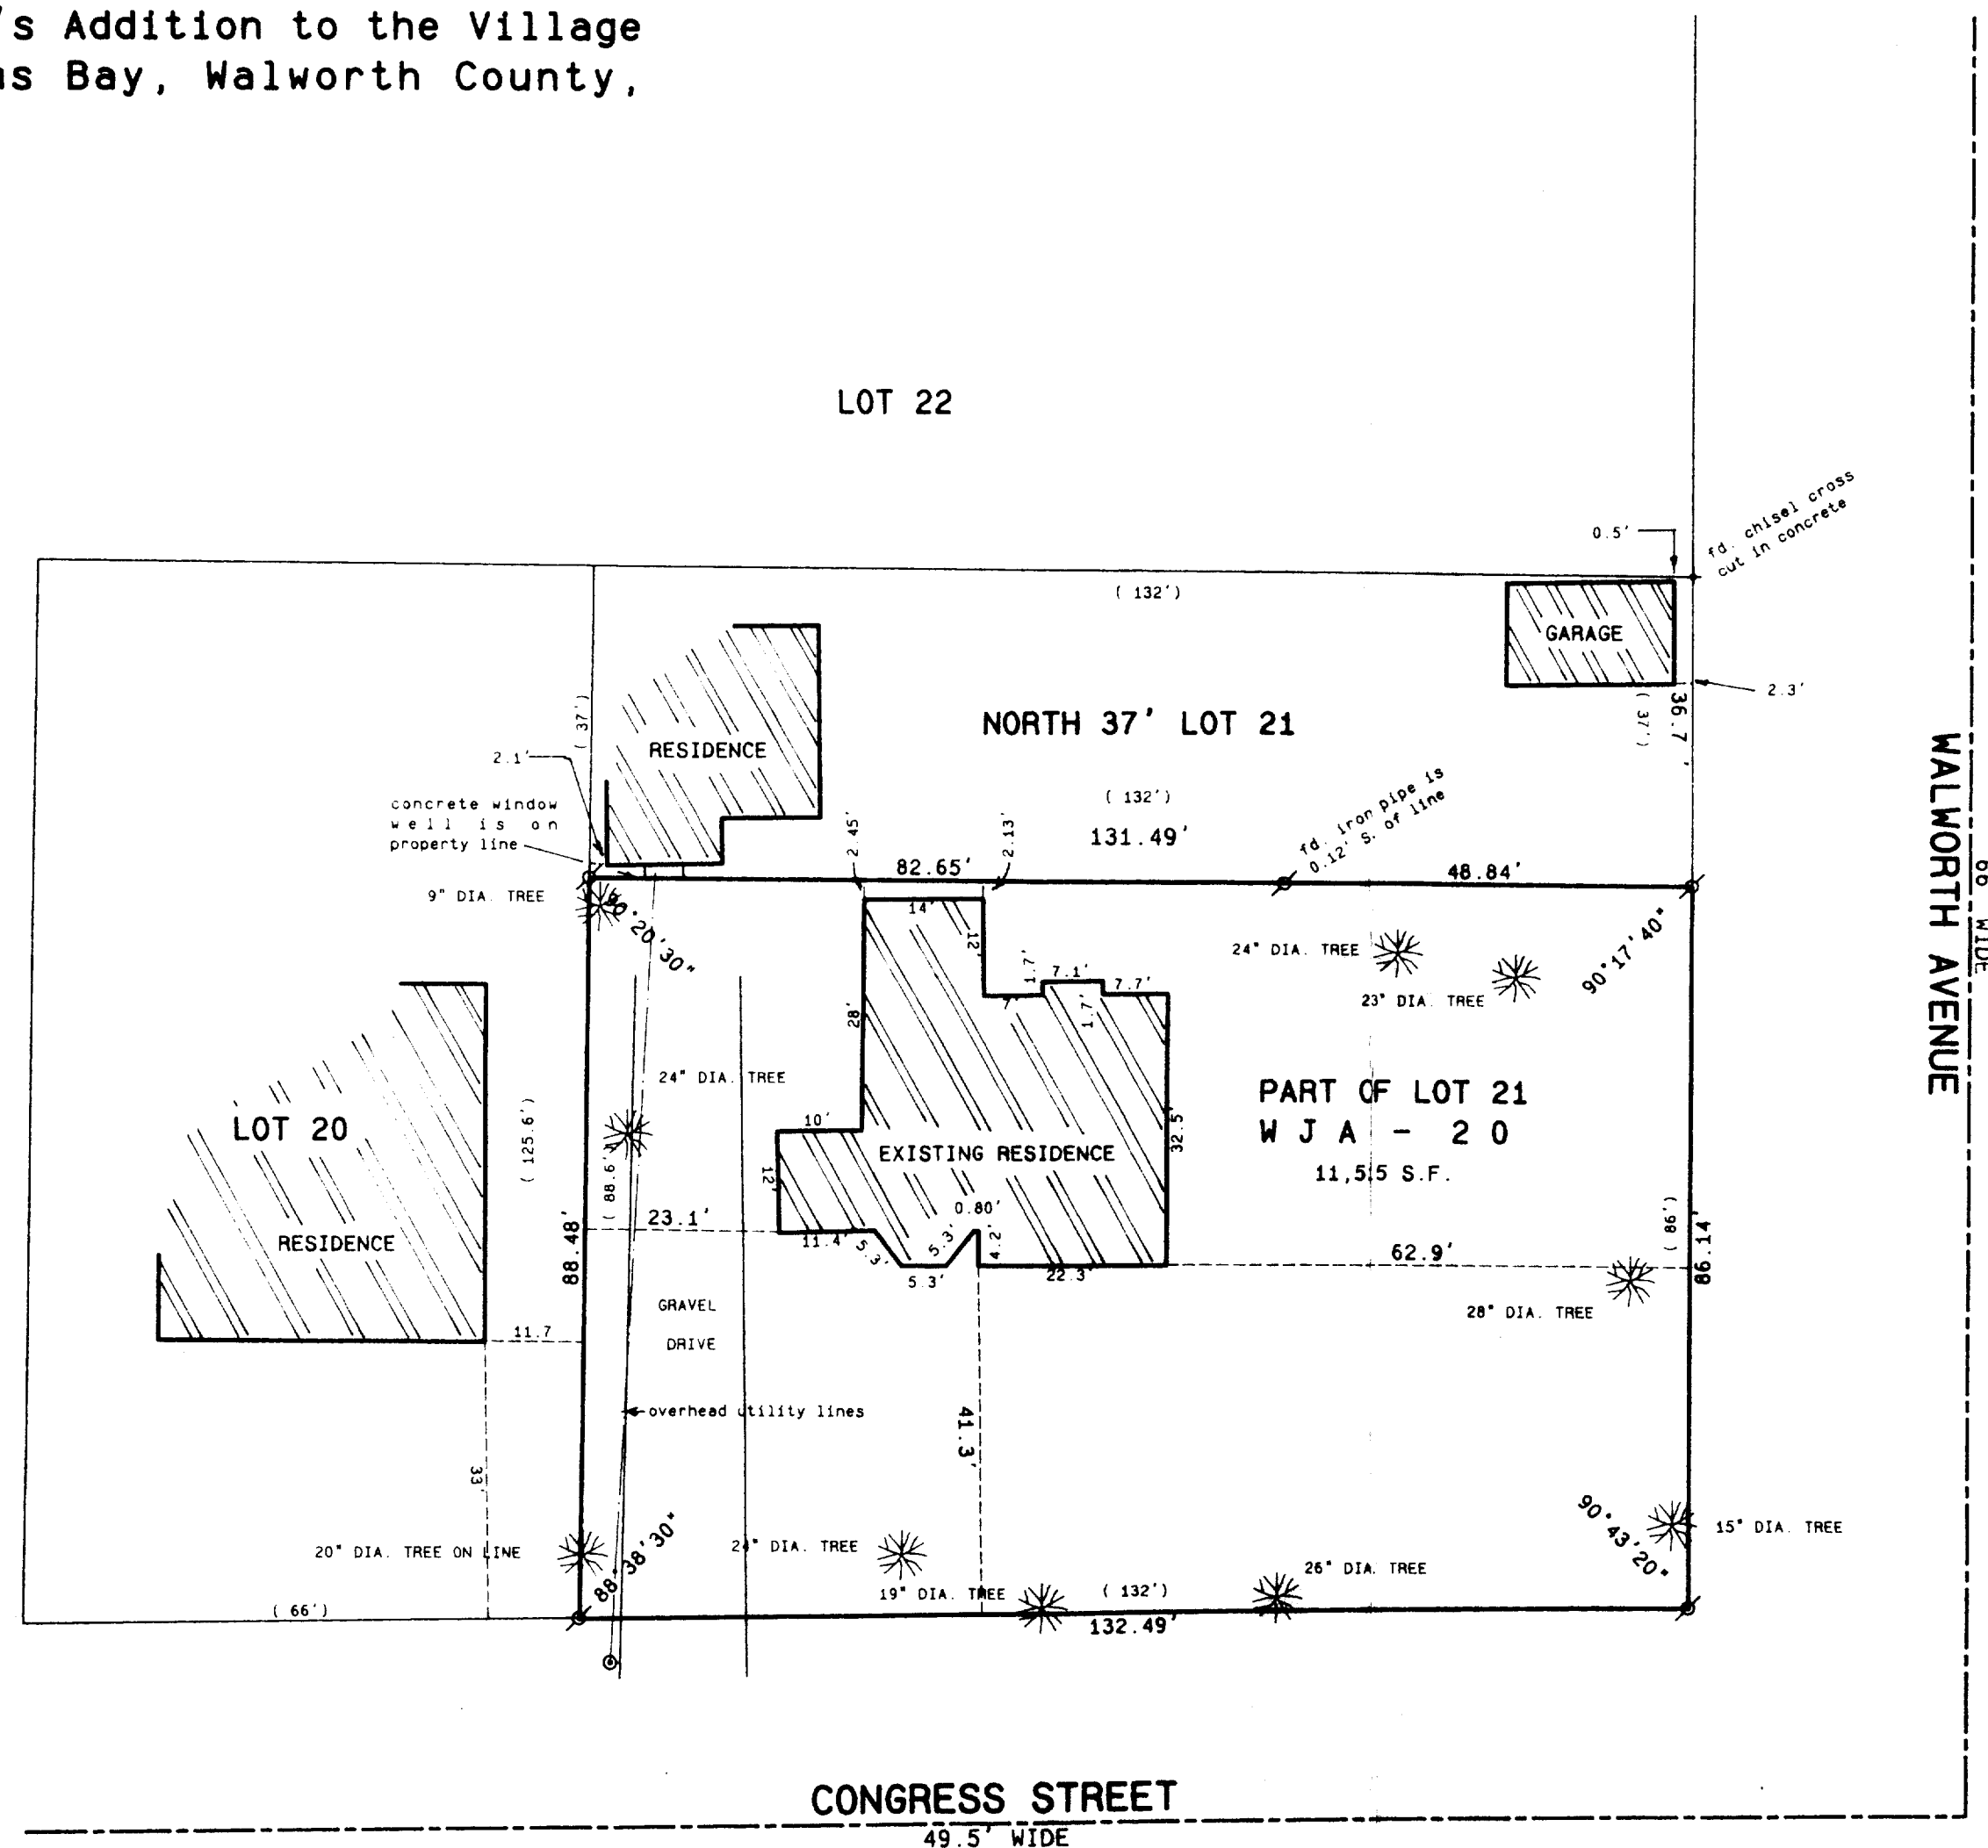 's Addition to the Village
us Bay, Walworth County,
LOT 22
0.5'
fd. chisel cross
cut in concrete
( 132')
GARAGE
2.3'
( 37')
36.7'
( 37')
RESIDENCE
NORTH 37' LOT 21
2.1'
concrete window
well is on
property line
( 132')
131.49'
fd. iron pipe is
0.12' S. of line
2.45'
2.13'
82.65'
48.84'
WALWORTH AVENUE
66' WIDE
9" DIA. TREE
90°20'30"
14'
12'
24" DIA. TREE
90°17'40"
1.7'
7.1'
7.7'
23" DIA. TREE
7'
1.7'
28'
24" DIA. TREE
PART OF LOT 21
WJA - 20
11,515 S.F.
LOT 20
( 125.6')
( 88.6')
10'
EXISTING RESIDENCE
32.5'
12'
0.80'
RESIDENCE
88.48'
23.1'
11.4'
5.3'
5.3'
5.3'
4.2'
22.3'
62.9'
( 86')
86.14'
GRAVEL
DRIVE
28" DIA. TREE
11.7
overhead utility lines
41.3'
33'
90°43'20"
15" DIA. TREE
20" DIA. TREE ON LINE
88°38'30"
24" DIA. TREE
26" DIA. TREE
19" DIA. TREE
( 132')
132.49'
( 66')
CONGRESS STREET
49.5' WIDE